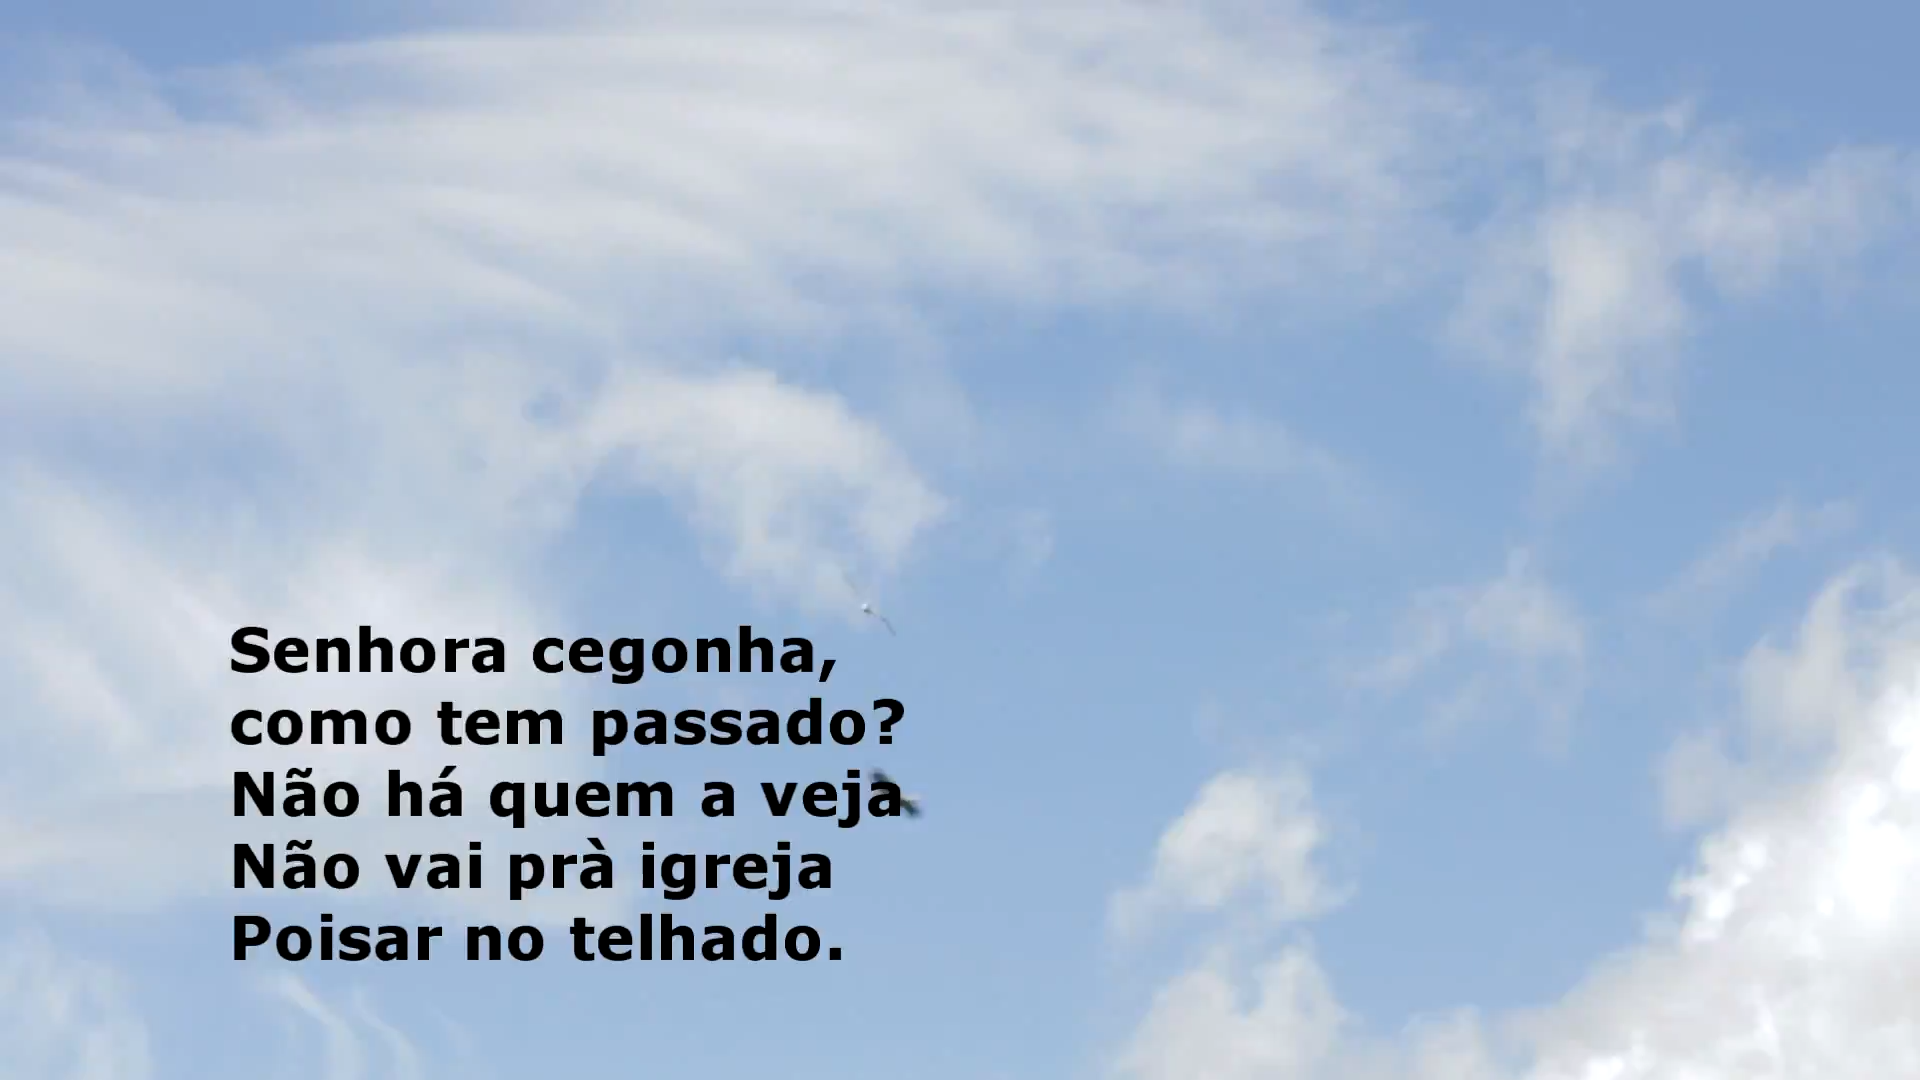 Senhora cegonha,
como tem passado?
Não há quem a veja
Não vai prà igreja
Poisar no telhado.